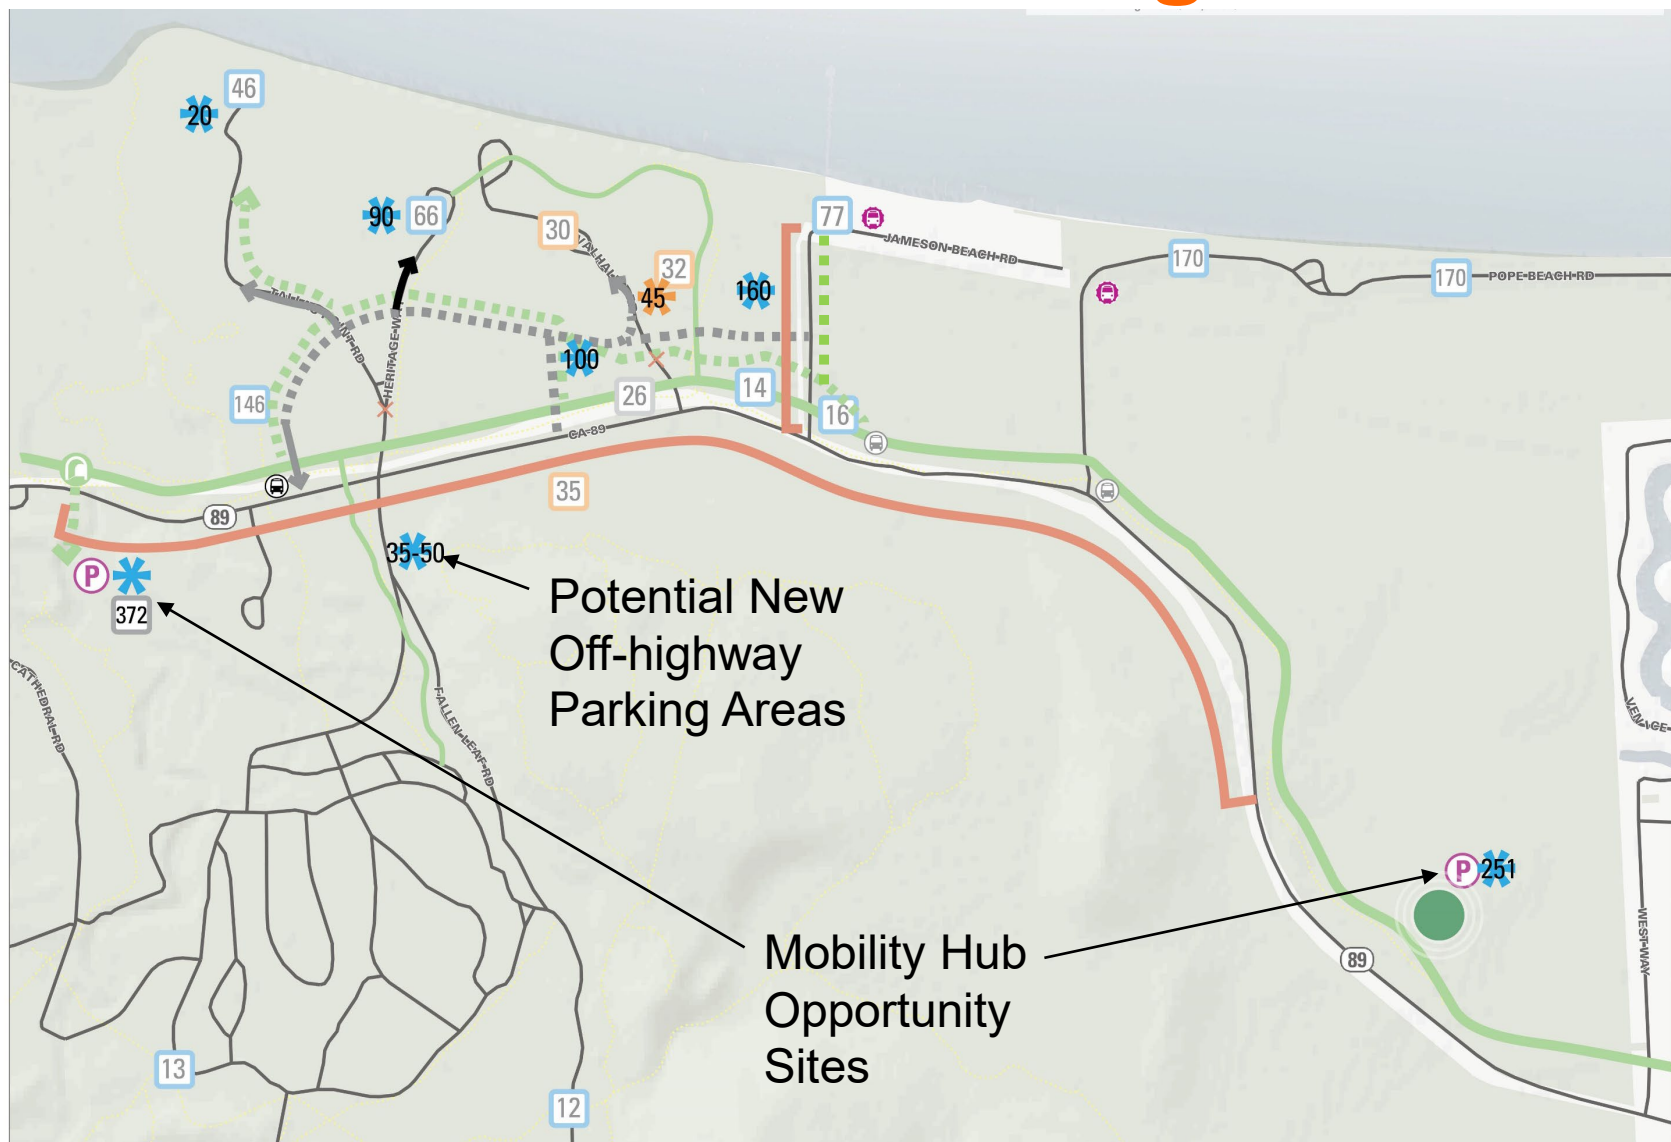 46
20
90
66
30
VALHAL
32
45
160
77
JAMESON BEACH RD
170
170
POPE BEACH RD
HERITAGE W
100
146
26
14
16
CA-89
35
89
P
372
35-50
Potential New
Off-highway
Parking Areas
CATHEDRAL RD
FALLEN LEAF RD
VENICE
P
251
Mobility Hub
Opportunity
Sites
89
WEST WAY
13
12